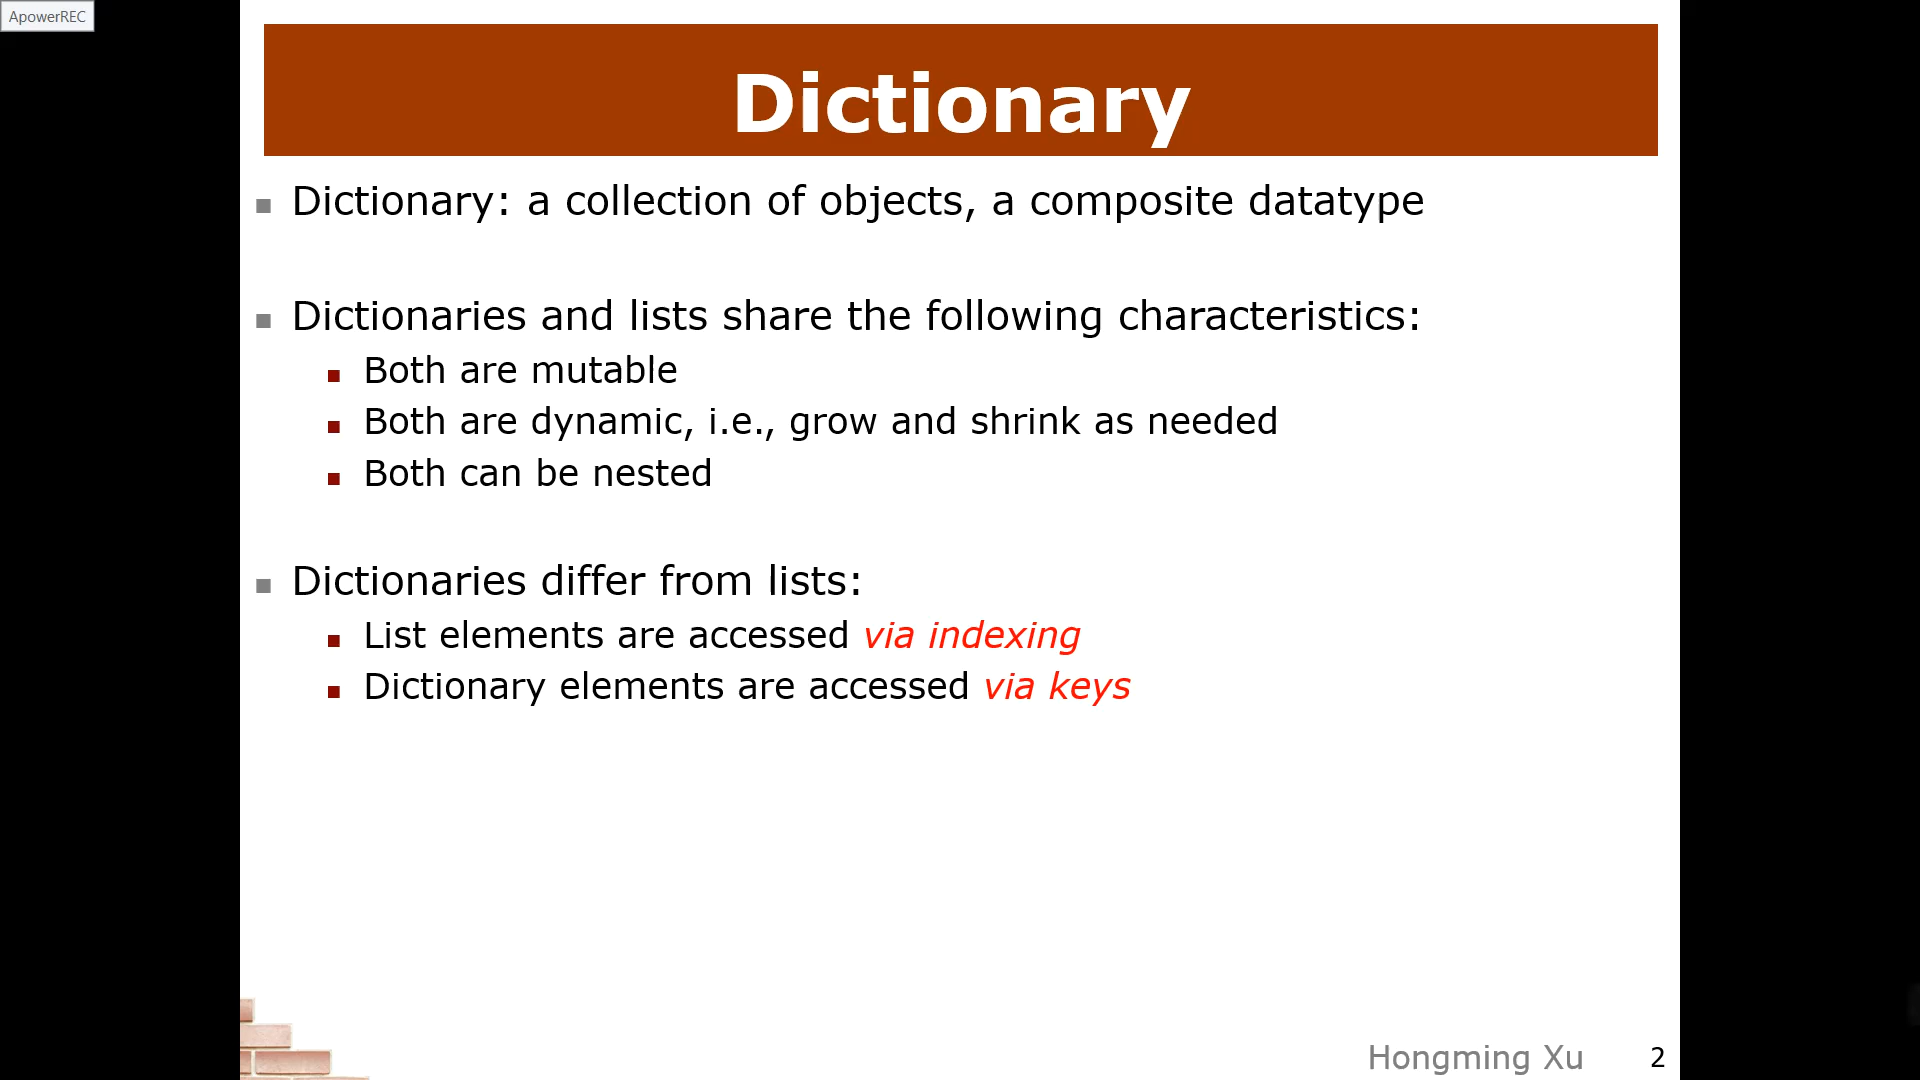 ApowerREC
Dictionary
Dictionary: a collection of objects, a composite datatype
Dictionaries and lists share the following characteristics:
Both are mutable
Both are dynamic, i.e., grow and shrink as needed
Both can be nested
Dictionaries differ from lists:
List elements are accessed via indexing
Dictionary elements are accessed via keys
Hongming Xu
2